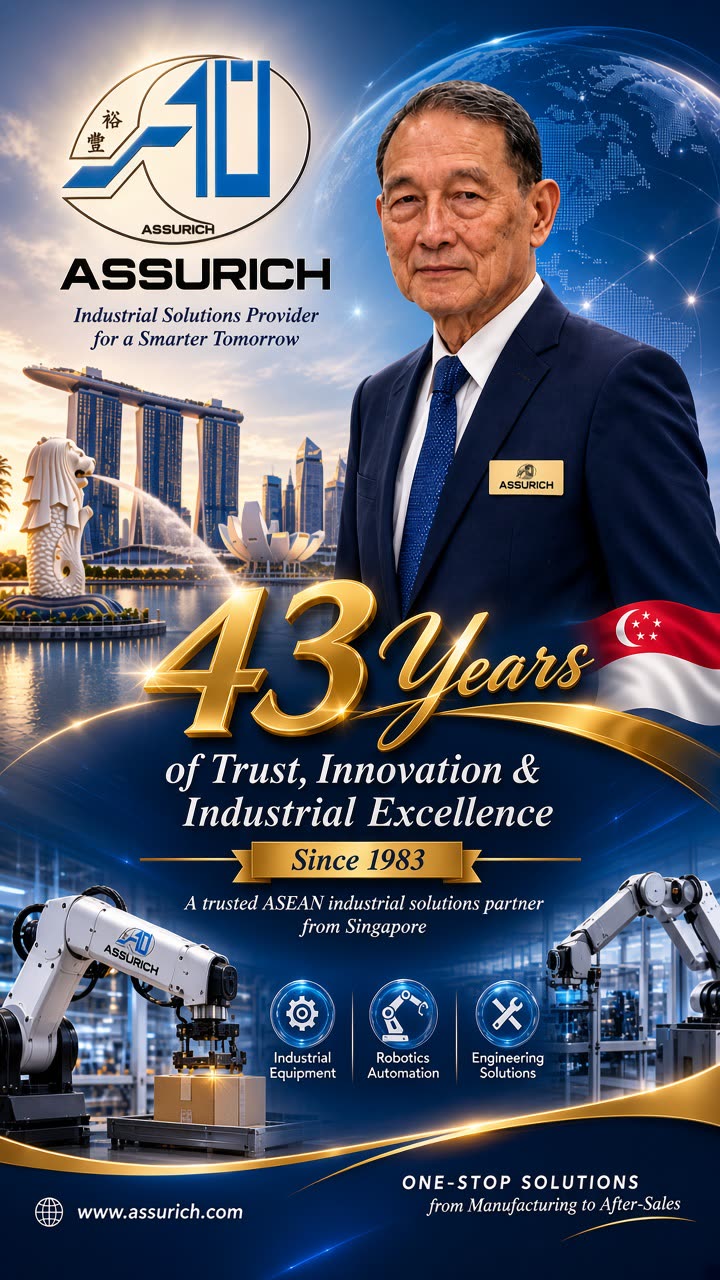 裕豐
ASSURICH
ASSURICH
Industrial Solutions Provider
for a Smarter Tomorrow
ASSURICH
43 Years
of Trust, Innovation &
Industrial Excellence
Since 1983
A trusted ASEAN industrial solutions partner
from Singapore
ASSURICH
Industrial
Equipment
Robotics
Automation
Engineering
Solutions
ONE-STOP SOLUTIONS
from Manufacturing to After-Sales
www.assurich.com